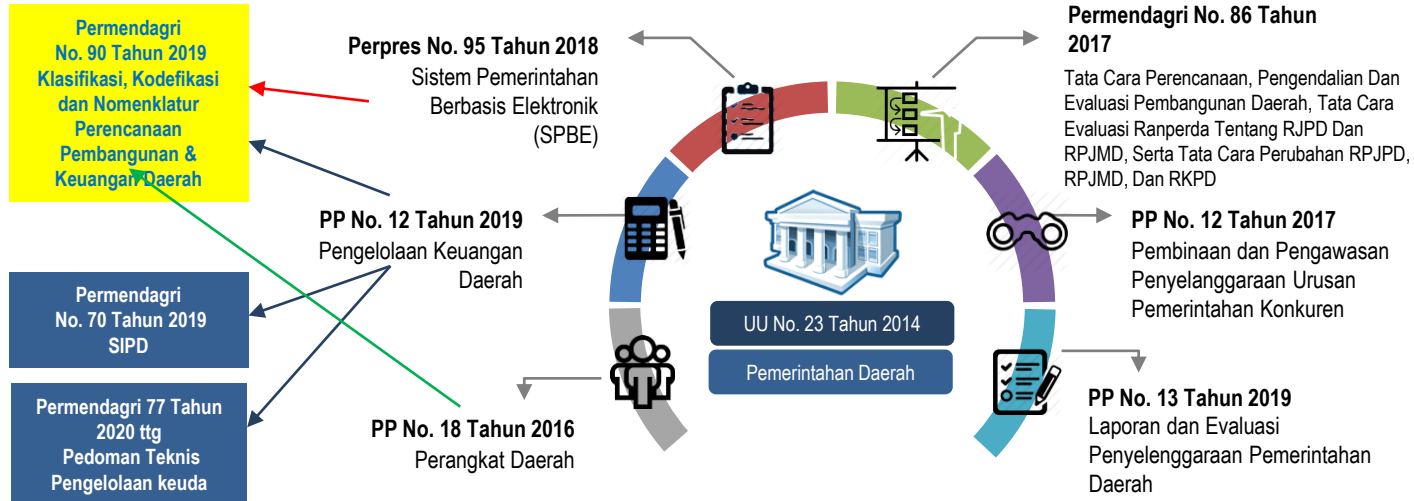 Permendagri
No. 90 Tahun 2019
Klasifikasi, Kodefikasi
dan Nomenklatur
Perencanaan
Pembangunan &
Keuangan Daerah
Permendagri
No. 70 Tahun 2019
SIPD
Permendagri 77 Tahun
2020 ttg
Pedoman Teknis
Pengelolaan keuda
Perpres No. 95 Tahun 2018
Sistem Pemerintahan
Berbasis Elektronik
(SPBE)
PP No. 12 Tahun 2019
Pengelolaan Keuangan
Daerah
PP No. 18 Tahun 2016
Perangkat Daerah
UU No. 23 Tahun 2014
Pemerintahan Daerah
Permendagri No. 86 Tahun
2017
Tata Cara Perencanaan, Pengendalian Dan
Evaluasi Pembangunan Daerah, Tata Cara
Evaluasi Ranperda Tentang RJPD Dan
RPJMD, Serta Tata Cara Perubahan RPJPD,
RPJMD, Dan RKPD
PP No. 12 Tahun 2017
Pembinaan dan Pengawasan
Penyelanggaraan Urusan
Pemerintahan Konkuren
PP No. 13 Tahun 2019
Laporan dan Evaluasi
Penyelenggaraan Pemerintahan
Daerah